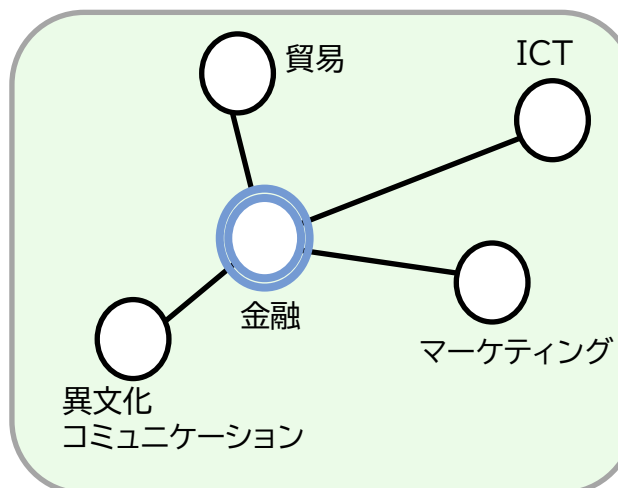 貿易
ICT
金融
マーケティング
異文化
コミュニケーション